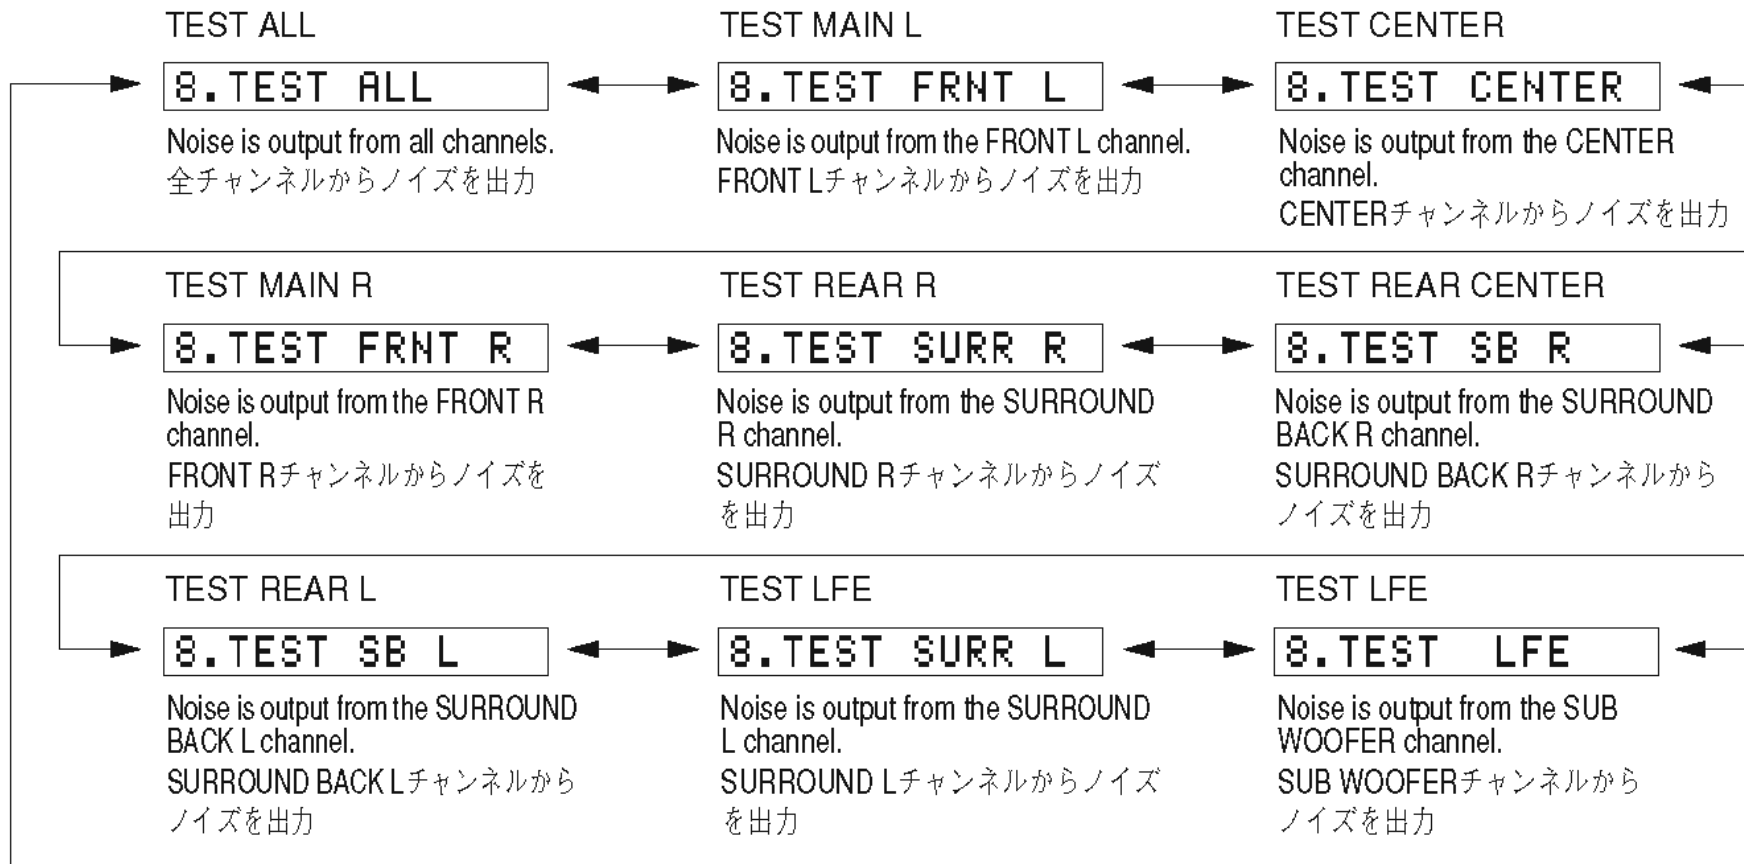 TEST ALL
8.TEST ALL
Noise is output from all channels.
全チャンネルからノイズを出力
TEST MAIN L
8.TEST FRNT L
Noise is output from the FRONT L channel.
FRONT Lチャンネルからノイズを出力
TEST CENTER
8.TEST CENTER
Noise is output from the CENTER
channel.
CENTERチャンネルからノイズを出力
TEST MAIN R
8.TEST FRNT R
Noise is output from the FRONT R
channel.
FRONT Rチャンネルからノイズを
出力
TEST REAR R
8.TEST SURR R
Noise is output from the SURROUND
R channel.
SURROUND Rチャンネルからノイズ
を出力
TEST REAR CENTER
8.TEST SB R
Noise is output from the SURROUND
BACK R channel.
SURROUND BACK Rチャンネルから
ノイズを出力
TEST REAR L
8.TEST SB L
Noise is output from the SURROUND
BACK L channel.
SURROUND BACK Lチャンネルから
ノイズを出力
TEST LFE
8.TEST SURR L
Noise is output from the SURROUND
L channel.
SURROUND Lチャンネルからノイズ
を出力
TEST LFE
8.TEST LFE
Noise is output from the SUB
WOOFER channel.
SUB WOOFERチャンネルから
ノイズを出力